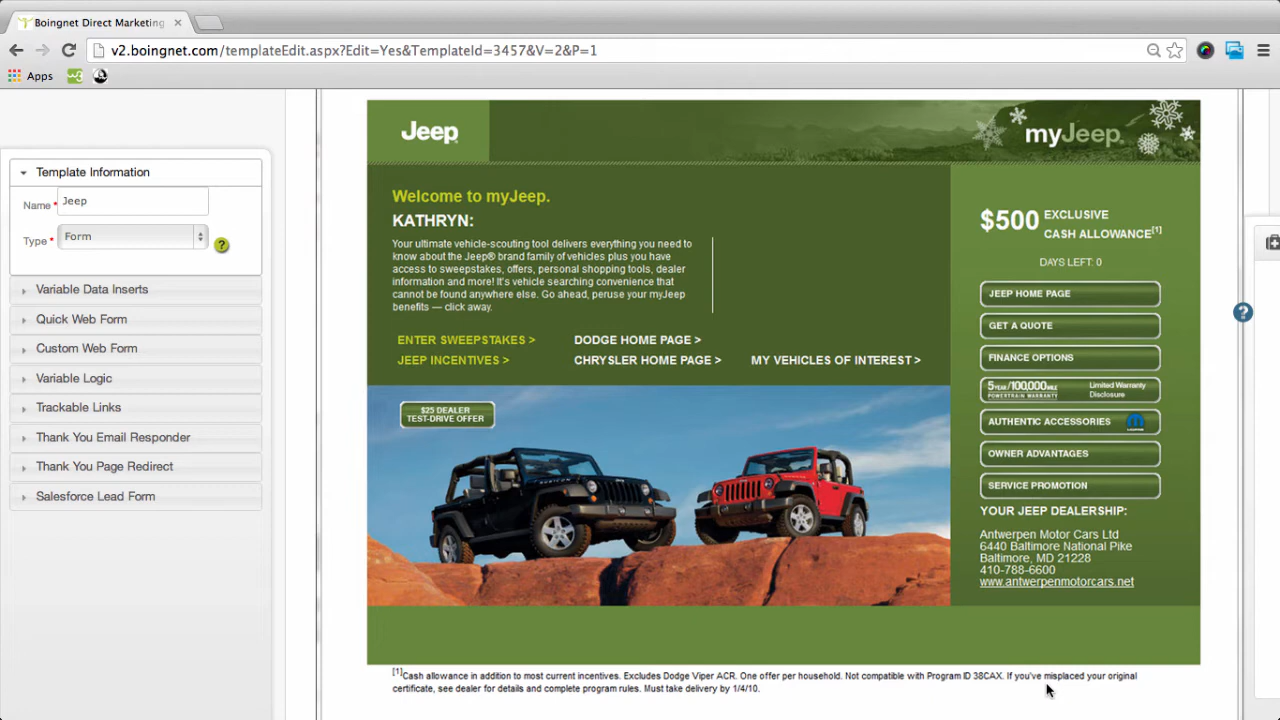 Boingnet Direct Marketing
v2.boingnet.com/templateEdit.aspx?Edit=Yes&TemplateId=3457&V=2&P=1
Apps
Template Information
Name * Jeep
Type * Form
?
Variable Data Inserts
Quick Web Form
Custom Web Form
Variable Logic
Trackable Links
Thank You Email Responder
Thank You Page Redirect
Salesforce Lead Form
Jeep
myJeep
Welcome to myJeep.
KATHRYN:
Your ultimate vehicle-scouting tool delivers everything you need to
know about the Jeep® brand family of vehicles plus you have
access to sweepstakes, offers, personal shopping tools, dealer
information and more! It's vehicle searching convenience that
cannot be found anywhere else. Go ahead, peruse your myJeep
benefits — click away.
ENTER SWEEPSTAKES > DODGE HOME PAGE >
JEEP INCENTIVES > CHRYSLER HOME PAGE > MY VEHICLES OF INTEREST >
$25 DEALER
TEST-DRIVE OFFER
$500 EXCLUSIVE
CASH ALLOWANCE[1]
DAYS LEFT: 0
JEEP HOME PAGE
GET A QUOTE
FINANCE OPTIONS
5 YEAR/100,000 MILE Limited Warranty
POWERTRAIN WARRANTY Disclosure
AUTHENTIC ACCESSORIES
OWNER ADVANTAGES
SERVICE PROMOTION
YOUR JEEP DEALERSHIP:
Antwerpen Motor Cars Ltd
6440 Baltimore National Pike
Baltimore, MD 21228
410-788-6600
www.antwerpenmotorcars.net
[1]Cash allowance in addition to most current incentives. Excludes Dodge Viper ACR. One offer per household. Not compatible with Program ID 38CAX. If you've misplaced your original
certificate, see dealer for details and complete program rules. Must take delivery by 1/4/10.
?